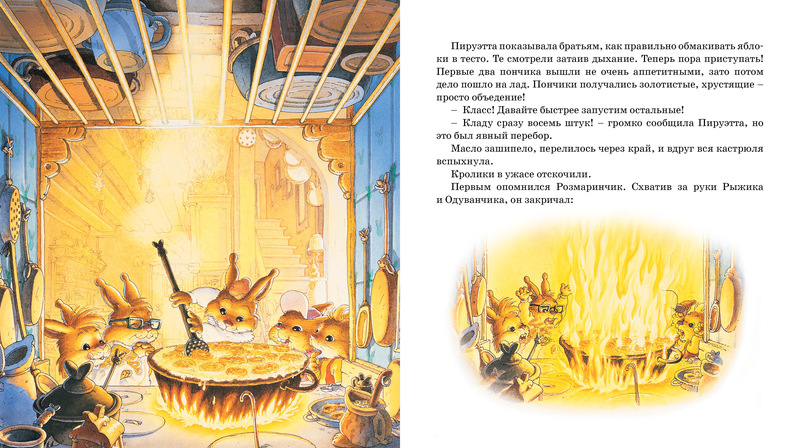 Пируэтта показывала братьям, как правильно обмакивать ябло-
ки в тесто. Те смотрели затаив дыхание. Теперь пора приступать!
Первые два пончика вышли не очень аппетитными, зато потом
дело пошло на лад. Пончики получались золотистые, хрустящие –
просто объедение!
– Класс! Давайте быстрее запустим остальные!
– Кладу сразу восемь штук! – громко сообщила Пируэтта, но
это был явный перебор.
Масло зашипело, перелилось через край, и вдруг вся кастрюля
вспыхнула.
Кролики в ужасе отскочили.
Первым опомнился Розмаринчик. Схватив за руки Рыжика
и Одуванчика, он закричал: